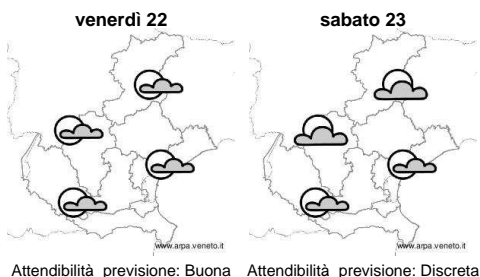 venerdì 22
sabato 23
www.arpa.veneto.it
www.arpa.veneto.it
Attendibilità previsione: Buona
Attendibilità previsione: Discreta